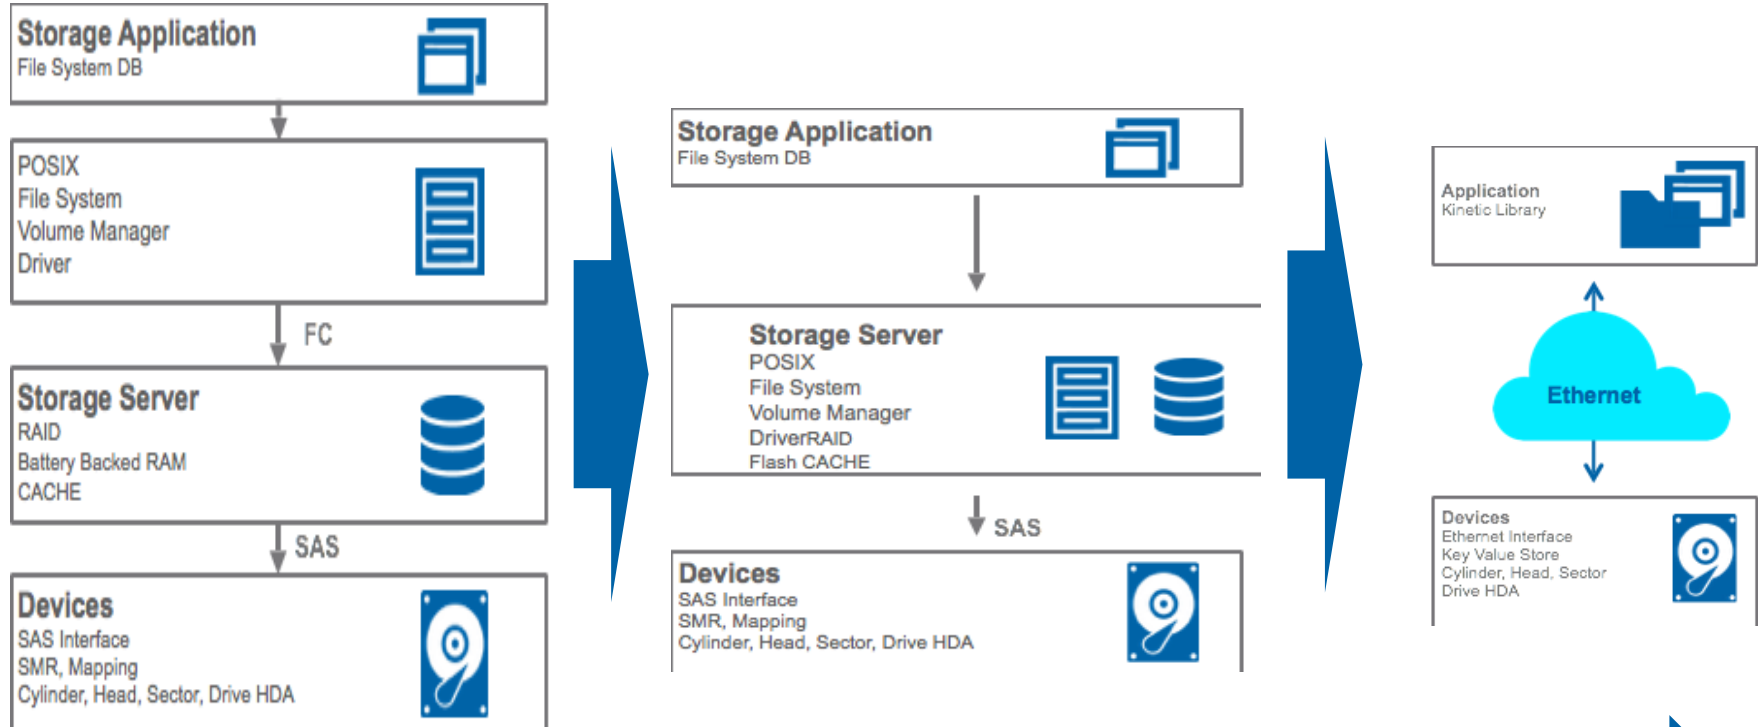 Storage Application
File System DB
POSIX
File System
Volume Manager
Driver
FC
Storage Server
RAID
Battery Backed RAM
CACHE
SAS
Devices
SAS Interface
SMR, Mapping
Cylinder, Head, Sector, Drive HDA
Storage Application
File System DB
Storage Server
POSIX
File System
Volume Manager
DriverRAID
Flash CACHE
SAS
Devices
SAS Interface
SMR, Mapping
Cylinder, Head, Sector, Drive HDA
Application
Kinetic Library
Ethernet
Devices
Ethernet Interface
Key Value Store
Cylinder, Head, Sector
Drive HDA